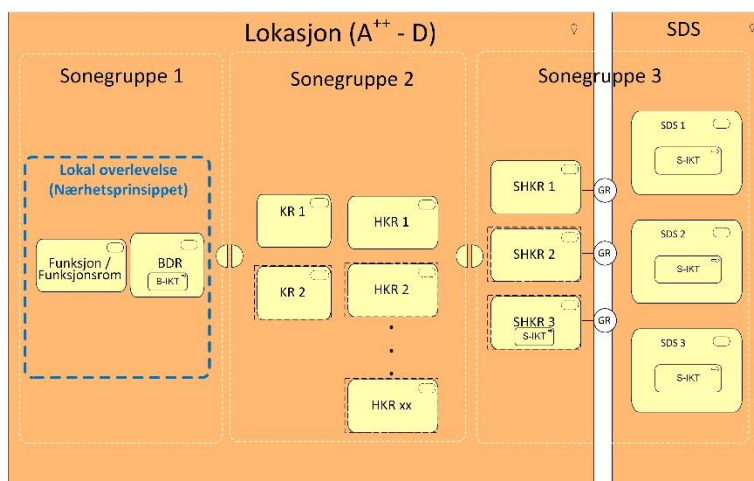 Lokasjon (A++ - D)
SDS
Sonegruppe 1
Sonegruppe 2
Sonegruppe 3
Lokal overlevelse
(Nærhetsprinsippet)
Funksjon /
Funksjonsrom
BDR
B-IKT
KR 1
KR 2
HKR 1
HKR 2
.
.
.
HKR xx
SHKR 1
SHKR 2
SHKR 3
S-IKT
GR
GR
GR
SDS 1
S-IKT
SDS 2
S-IKT
SDS 3
S-IKT